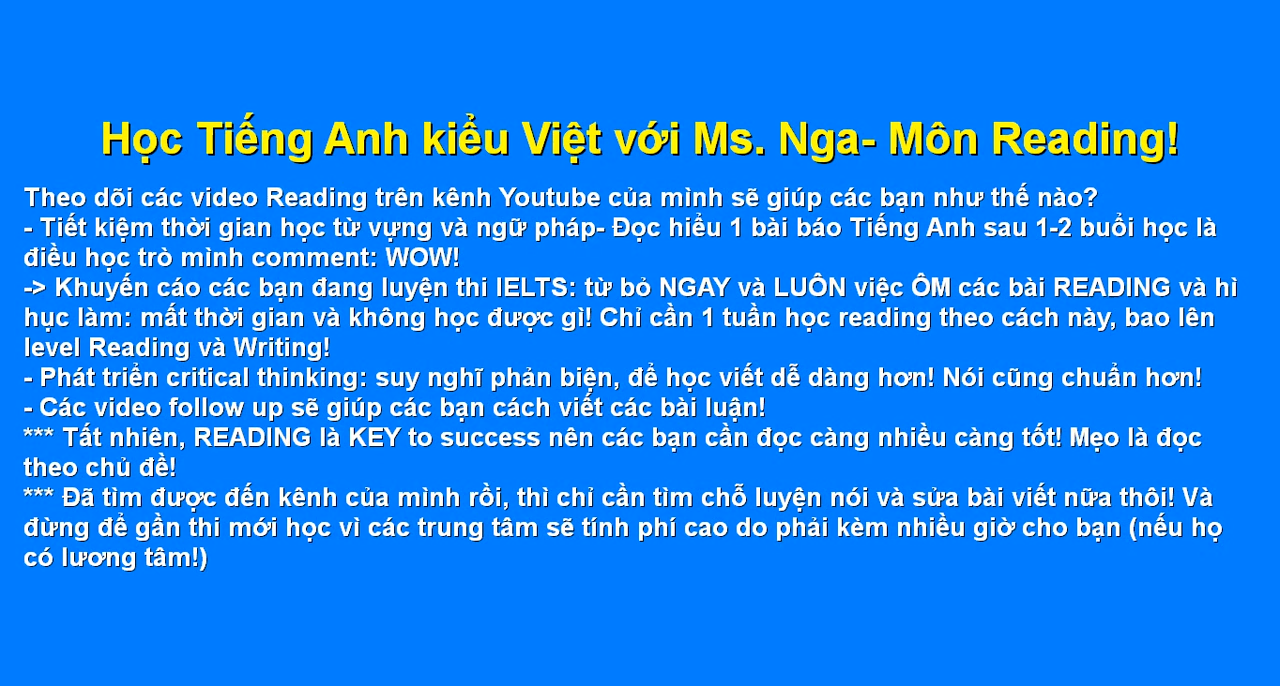 Học Tiếng Anh kiểu Việt với Ms. Nga- Môn Reading!
Theo dõi các video Reading trên kênh Youtube của mình sẽ giúp các bạn như thế nào?
- Tiết kiệm thời gian học từ vựng và ngữ pháp- Đọc hiểu 1 bài báo Tiếng Anh sau 1-2 buổi học là
điều học trò mình comment: WOW!
-> Khuyến cáo các bạn đang luyện thi IELTS: từ bỏ NGAY và LUÔN việc ÔM các bài READING và hì
hục làm: mất thời gian và không học được gì! Chỉ cần 1 tuần học reading theo cách này, bao lên
level Reading và Writing!
- Phát triển critical thinking: suy nghĩ phản biện, để học viết dễ dàng hơn! Nói cũng chuẩn hơn!
- Các video follow up sẽ giúp các bạn cách viết các bài luận!
*** Tất nhiên, READING là KEY to success nên các bạn cần đọc càng nhiều càng tốt! Mẹo là đọc
theo chủ đề!
*** Đã tìm được đến kênh của mình rồi, thì chỉ cần tìm chỗ luyện nói và sửa bài viết nữa thôi! Và
đừng để gần thi mới học vì các trung tâm sẽ tính phí cao do phải kèm nhiều giờ cho bạn (nếu họ
có lương tâm!)